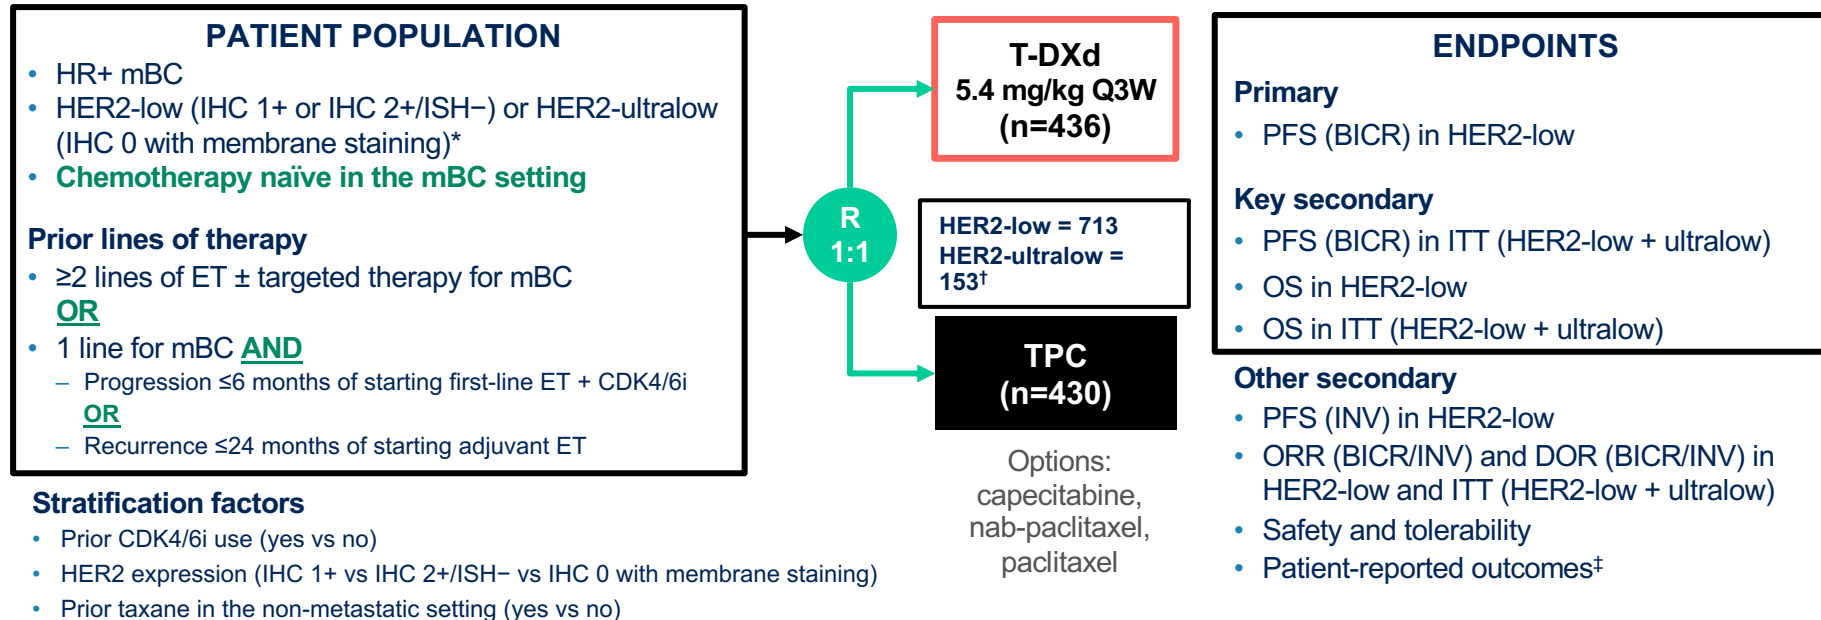 PATIENT POPULATION
• HR+ mBC
• HER2-low (IHC 1+ or IHC 2+/ISH−) or HER2-ultralow
(IHC 0 with membrane staining)*
• Chemotherapy naïve in the mBC setting
Prior lines of therapy
• ≥2 lines of ET ± targeted therapy for mBC
OR
• 1 line for mBC AND
– Progression ≤6 months of starting first-line ET + CDK4/6i
OR
– Recurrence ≤24 months of starting adjuvant ET
Stratification factors
• Prior CDK4/6i use (yes vs no)
• HER2 expression (IHC 1+ vs IHC 2+/ISH− vs IHC 0 with membrane staining)
• Prior taxane in the non-metastatic setting (yes vs no)
R
1:1
T-DXd
5.4 mg/kg Q3W
(n=436)
HER2-low = 713
HER2-ultralow =
153†
TPC
(n=430)
Options:
capecitabine,
nab-paclitaxel,
paclitaxel
ENDPOINTS
Primary
• PFS (BICR) in HER2-low
Key secondary
• PFS (BICR) in ITT (HER2-low + ultralow)
• OS in HER2-low
• OS in ITT (HER2-low + ultralow)
Other secondary
• PFS (INV) in HER2-low
• ORR (BICR/INV) and DOR (BICR/INV) in
HER2-low and ITT (HER2-low + ultralow)
• Safety and tolerability
• Patient-reported outcomes‡